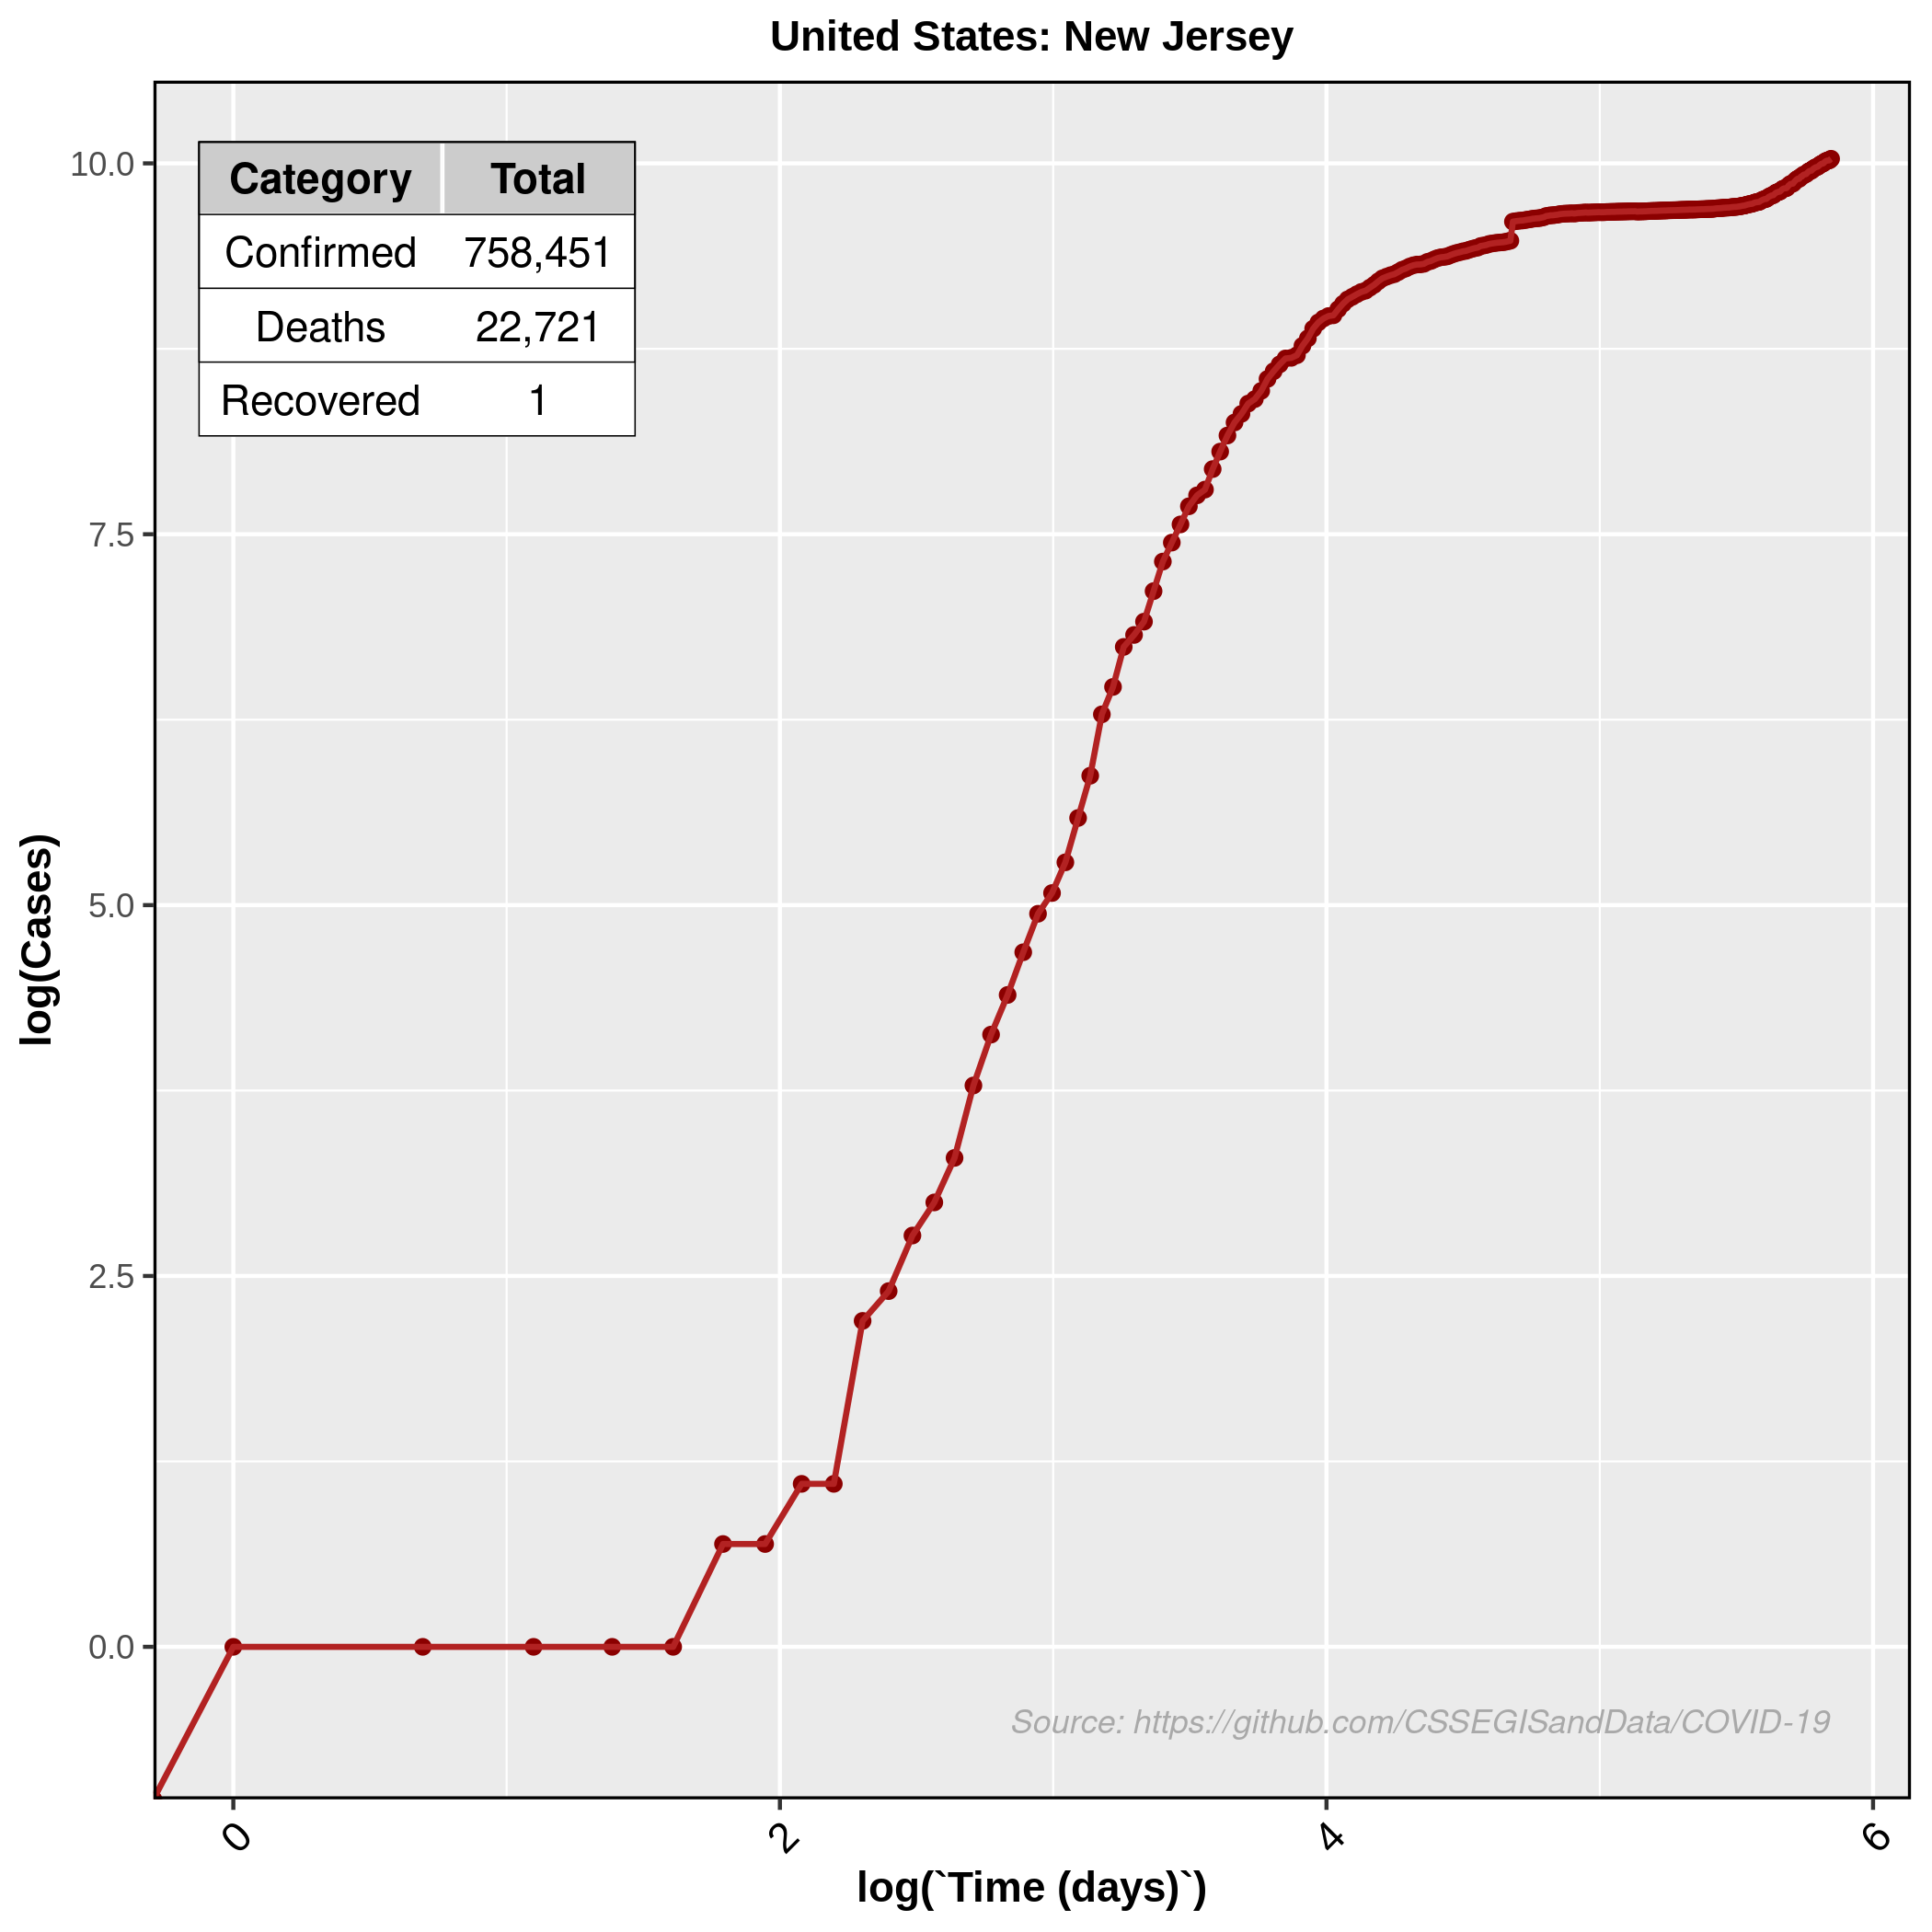 United States: New Jersey
10.0
7.5
5.0
2.5
0.0
log(Cases)
Category Total
Confirmed 758,451
Deaths 22,721
Recovered 1
Source: https://github.com/CSSEGISandData/COVID-19
0 2 4 6
log(`Time (days)`)